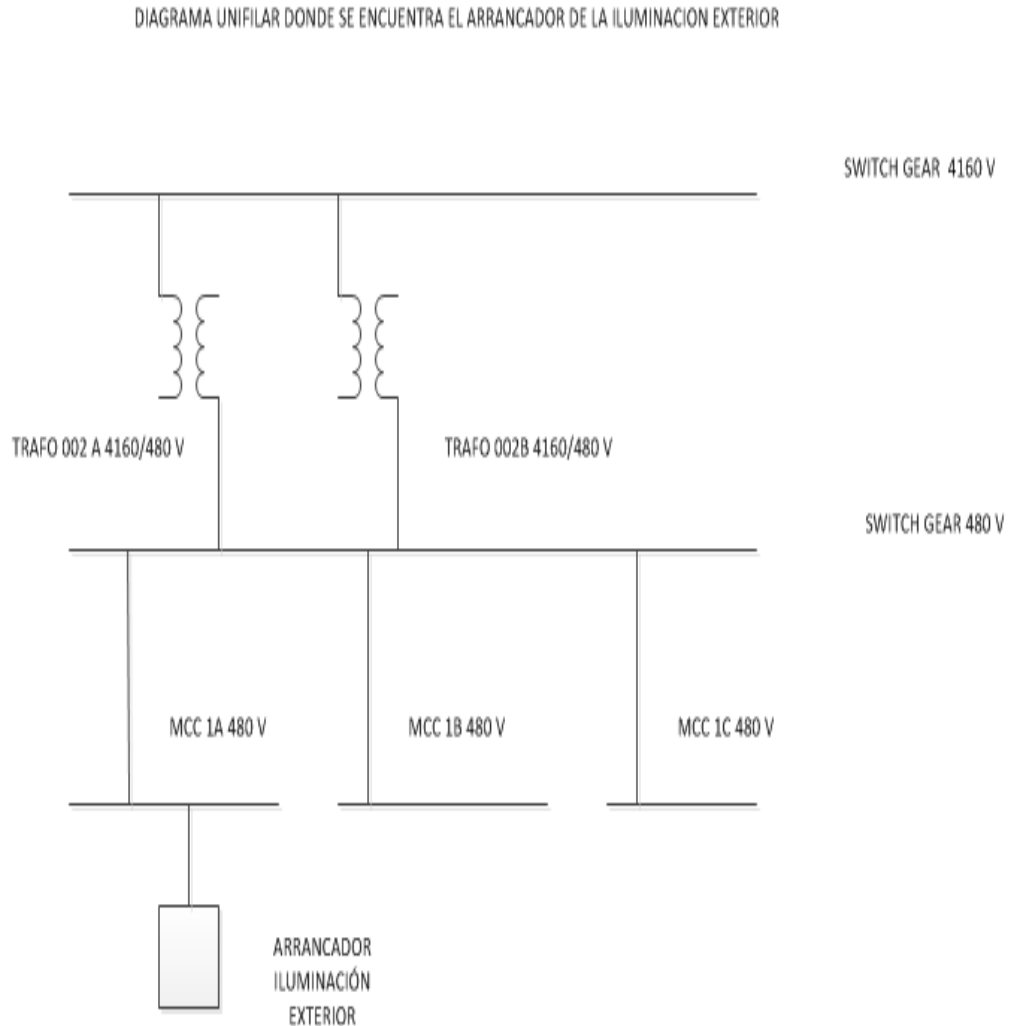 DIAGRAMA UNIFILAR DONDE SE ENCUENTRA EL ARRANCADOR DE LA ILUMINACION EXTERIOR
SWITCH GEAR 4160 V
TRAFO 002 A 4160/480 V
TRAFO 002B 4160/480 V
SWITCH GEAR 480 V
MCC 1A 480 V
MCC 1B 480 V
MCC 1C 480 V
ARRANCADOR
ILUMINACIÓN
EXTERIOR